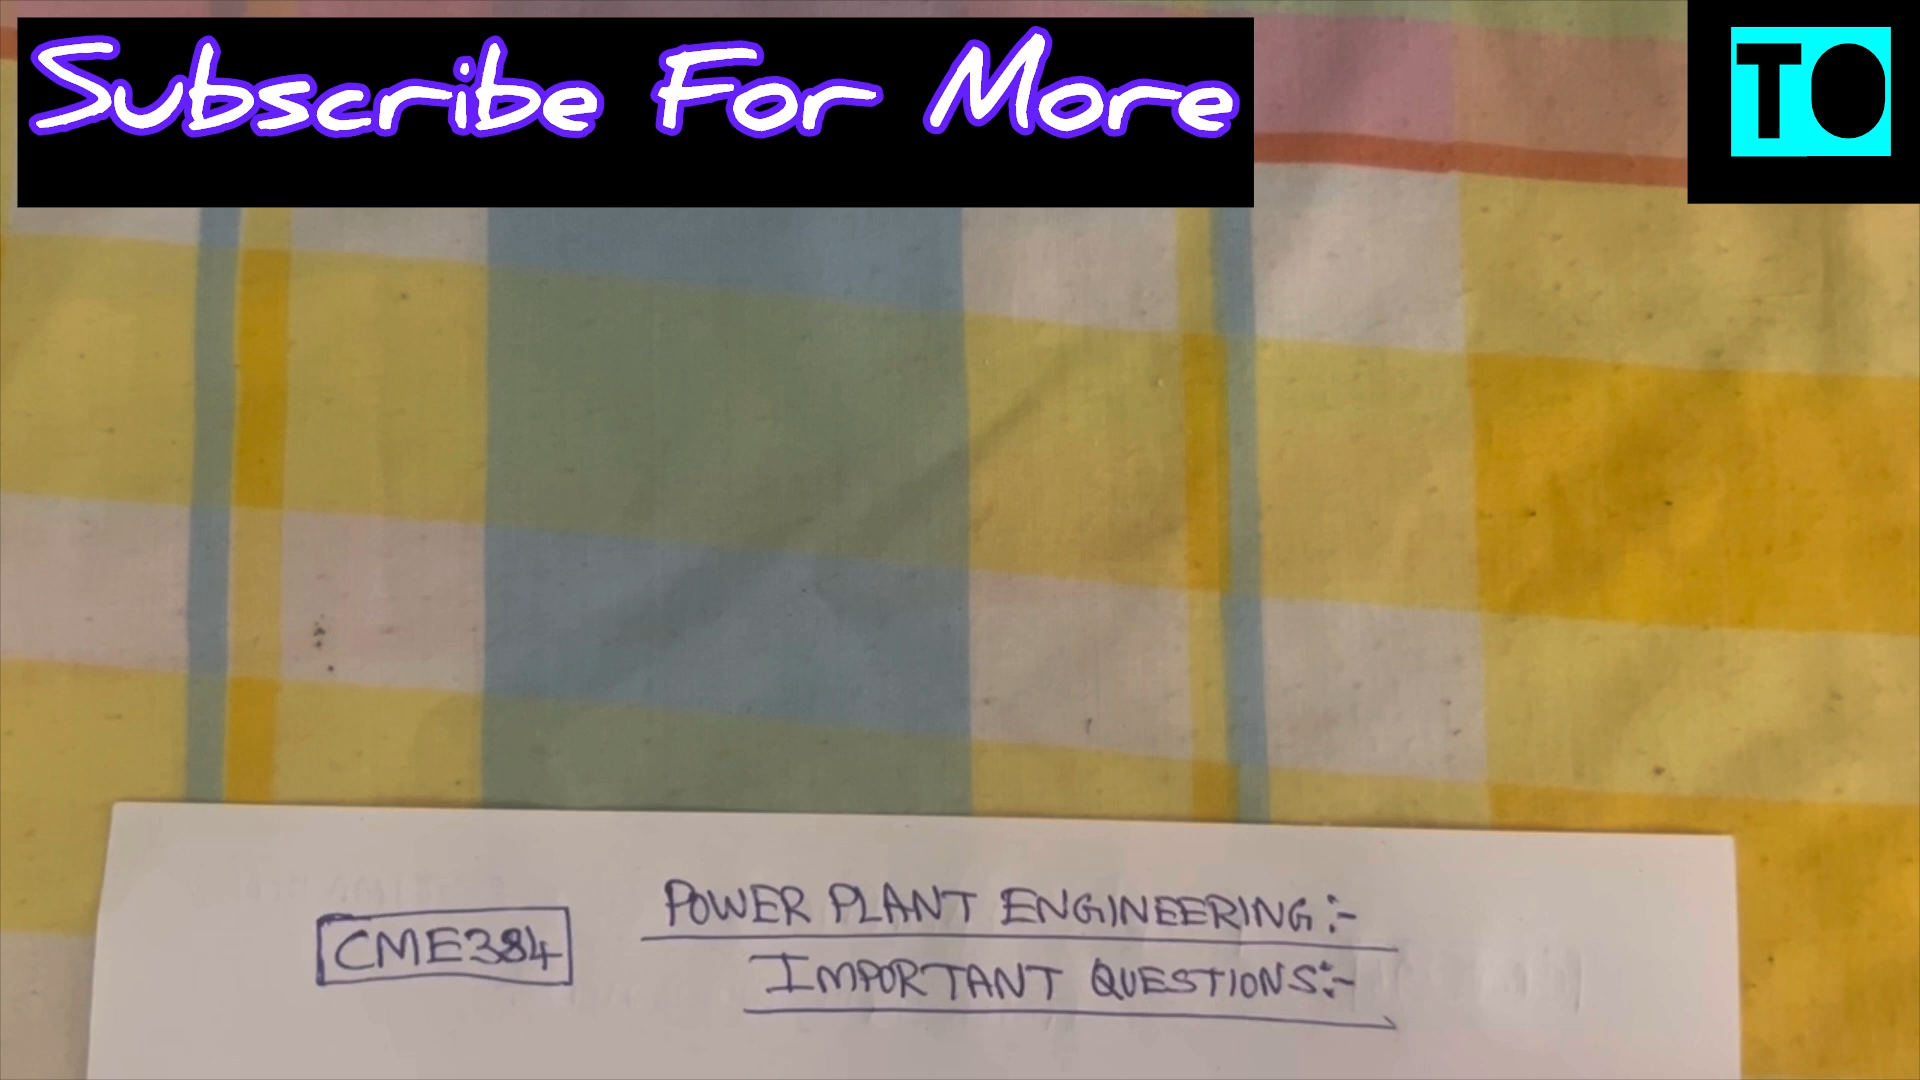 Subscribe For More
TO
CME384
POWER PLANT ENGINEERING:-
IMPORTANT QUESTIONS:-